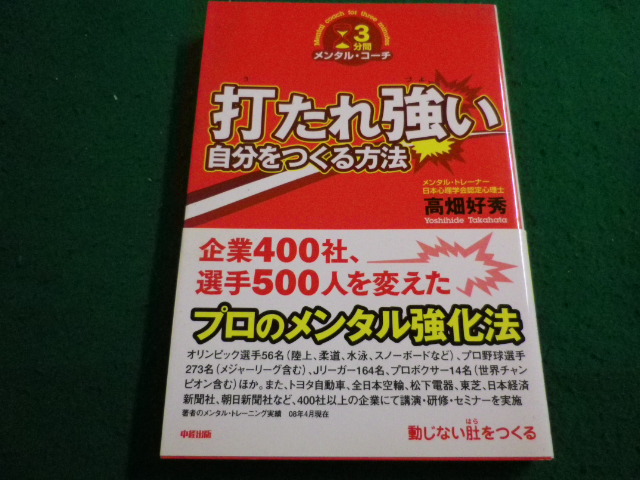 mental coach for three minutes
3分間
メンタル・コーチ
打たれ強い
自分をつくる方法
メンタル・トレーナー
日本心理学会認定心理士
高畑好秀
Yoshihide Takahata
企業400社、
選手500人を変えた
プロのメンタル強化法
オリンピック選手56名(陸上、柔道、水泳、スノーボードなど)、プロ野球選手
273名(メジャーリーグ含む)、Jリーガー164名、プロボクサー14名(世界チャン
ピオン含む)ほか。また、トヨタ自動車、全日本空輸、松下電器、東芝、日本経済
新聞社、朝日新聞社など、400社以上の企業にて講演・研修・セミナーを実施
著者のメンタル・トレーニング実績 08年4月現在
中経出版
動じない肚をつくる
はら